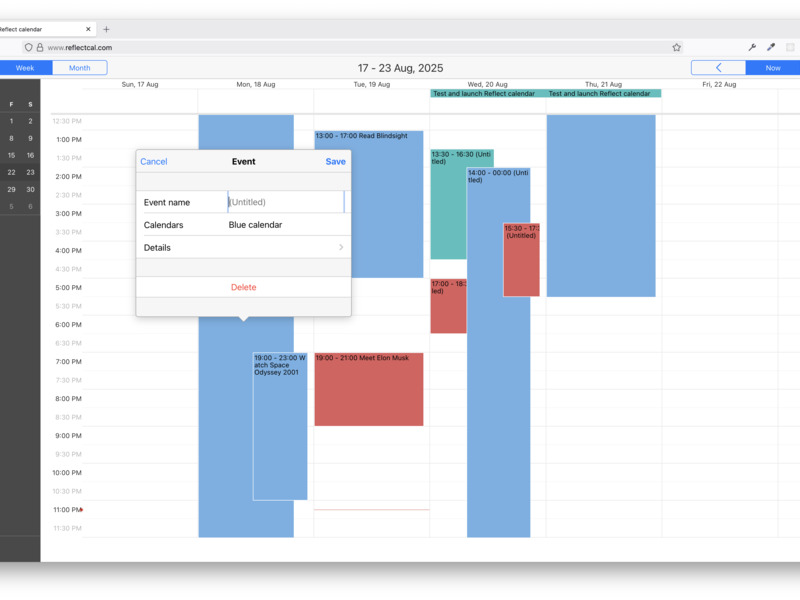 Reflect calendar
www.reflectcal.com
Week
Month
17 - 23 Aug, 2025
Now
Sun, 17 Aug
Mon, 18 Aug
Tue, 19 Aug
Wed, 20 Aug
Thu, 21 Aug
Fri, 22 Aug
Test and launch Reflect calendar
Test and launch Reflect calendar
F S
1 2
8 9
15 16
22 23
29 30
5 6
12:30 PM
1:00 PM
1:30 PM
2:00 PM
2:30 PM
3:00 PM
3:30 PM
4:00 PM
4:30 PM
5:00 PM
5:30 PM
6:00 PM
6:30 PM
7:00 PM
7:30 PM
8:00 PM
8:30 PM
9:00 PM
9:30 PM
10:00 PM
10:30 PM
11:00 PM
11:30 PM
Cancel
Event
Save
Event name
(Untitled)
Calendars
Blue calendar
Details
Delete
19:00 - 23:00 W
atch Space
Odyssey 2001
13:00 - 17:00 Read Blindsight
19:00 - 21:00 Meet Elon Musk
13:30 - 16:30 (Unti
tled)
14:00 - 00:00 (Unti
tled)
15:30 - 17:
(Untitled)
17:00 - 18:
led)